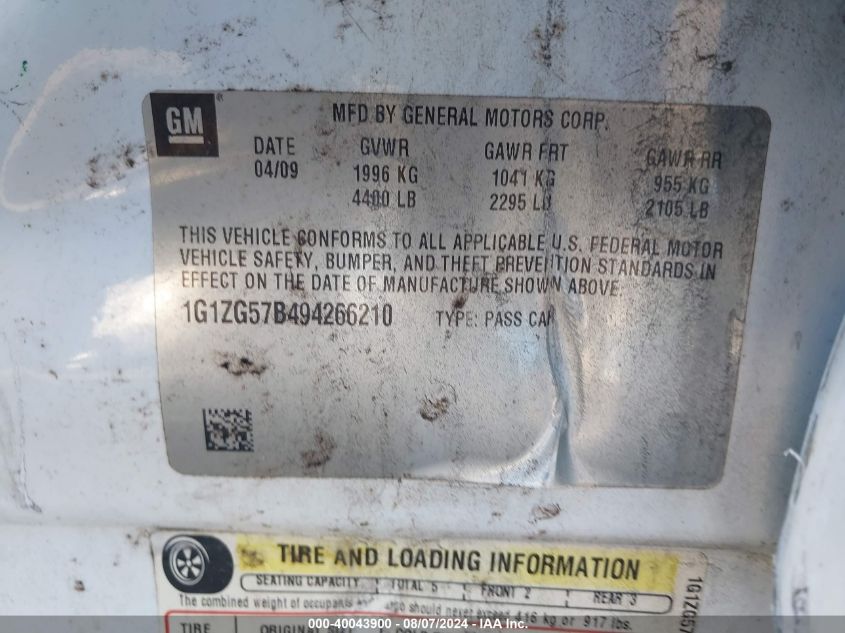 GM
MFD BY GENERAL MOTORS CORP.
DATE GVWR GAWR FRT GAWR RR
04/09 1996 KG 1041 KG 955 KG
4400 LB 2295 LB 2105 LB
THIS VEHICLE CONFORMS TO ALL APPLICABLE U.S. FEDERAL MOTOR
VEHICLE SAFETY, BUMPER, AND THEFT PREVENTION STANDARDS IN
EFFECT ON THE DATE OF MANUFACTURE SHOWN ABOVE.
1G1ZG57B494266210 TYPE: PASS CAR
TIRE AND LOADING INFORMATION
SEATING CAPACITY TOTAL 5 FRONT 2 REAR 3
The combined weight of occupants and cargo should never exceed 416 kg or 917 lbs.
TIRE ORIGINAL
1G1ZG57
000-40043900 - 08/07/2024 - IAA Inc.